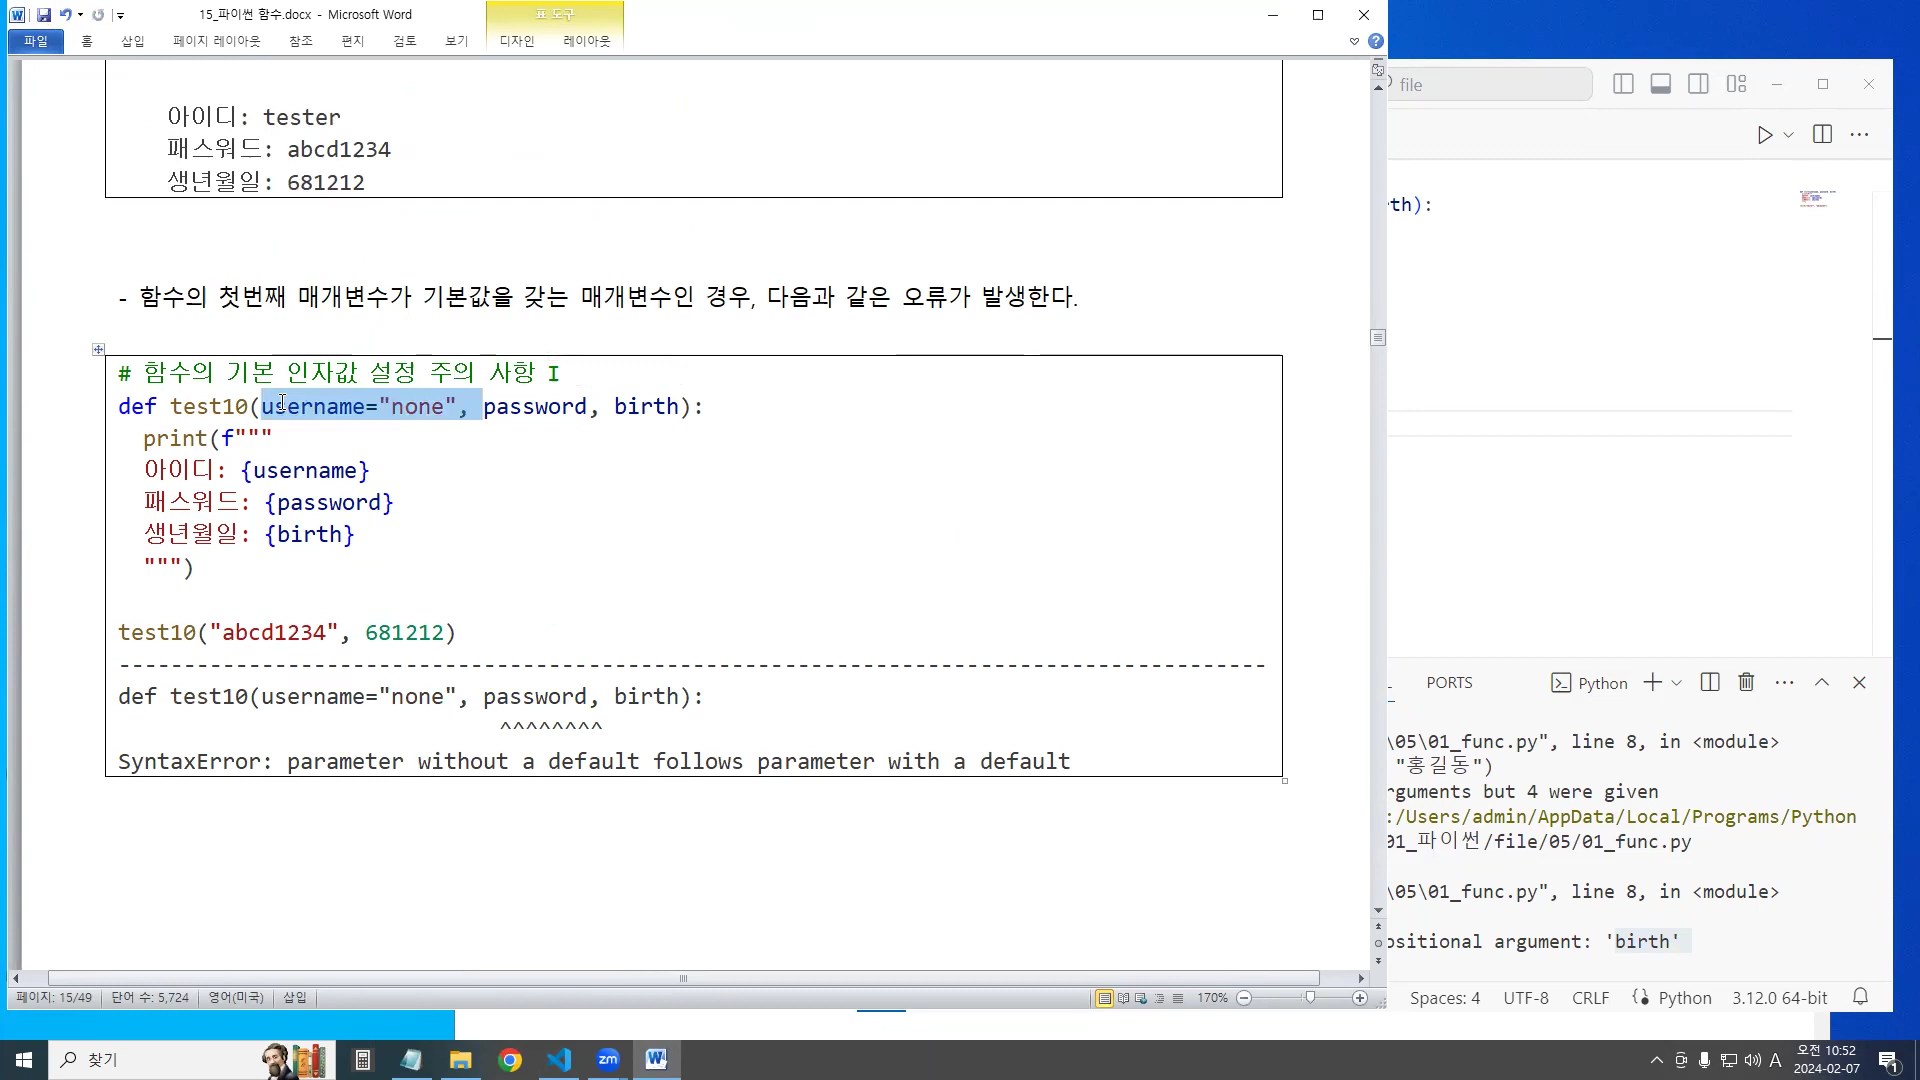 15_파이썬 함수.docx - Microsoft Word
표 도구
파일 홈 삽입 페이지 레이아웃 참조 편지 검토 보기 디자인 레이아웃
아이디: tester
패스워드: abcd1234
생년월일: 681212
- 함수의 첫번째 매개변수가 기본값을 갖는 매개변수인 경우, 다음과 같은 오류가 발생한다.
# 함수의 기본 인자값 설정 주의 사항
def test10(username="none", password, birth):
print(f"""
아이디: {username}
패스워드: {password}
생년월일: {birth}
""")
test10("abcd1234", 681212)
--------------------------------------------------------------------------------
def test10(username="none", password, birth):
^^^^^^^^
SyntaxError: parameter without a default follows parameter with a default
페이지: 15/49 단어 수: 5,724 영어(미국) 삽입 170%
file
th):
PORTS Python
\05\01_func.py", line 8, in <module>
"홍길동")
rguments but 4 were given
:/Users/admin/AppData/Local/Programs/Python
01_파이썬/file/05/01_func.py
\05\01_func.py", line 8, in <module>
ositional argument: 'birth'
Spaces: 4 UTF-8 CRLF Python 3.12.0 64-bit
찾기
zm
A
오전 10:52
2024-02-07
1